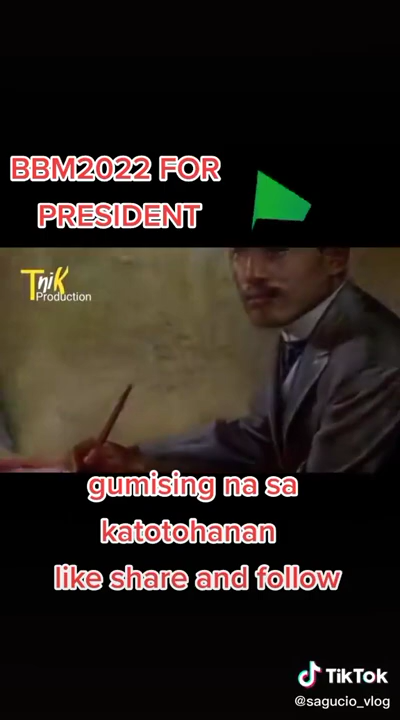 BBM2022 FOR
PRESIDENT
TniK
Production
gumising na sa
katotohanan
like share and follow
TikTok
@sagucio_vlog